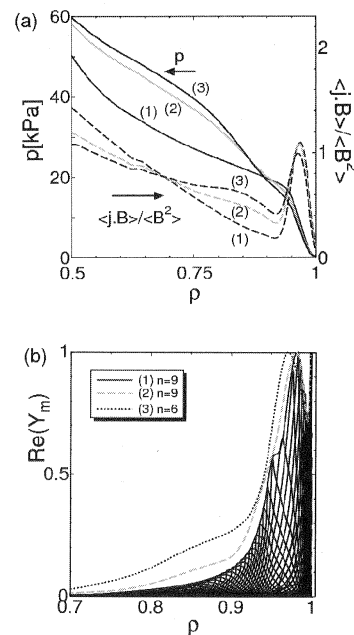 (a)
60
40
20
0
p[kPa]
p
(3)
(2)
(1)
(3)
(2)
(1)
<j.B>/<B²>
2
1
0
<j.B>/<B²>
0.5
0.75
1
ρ
(b)
1
0.5
0
Re(Yₘ)
(1) n=9
(2) n=9
(3) n=6
0.7
0.8
0.9
1
ρ